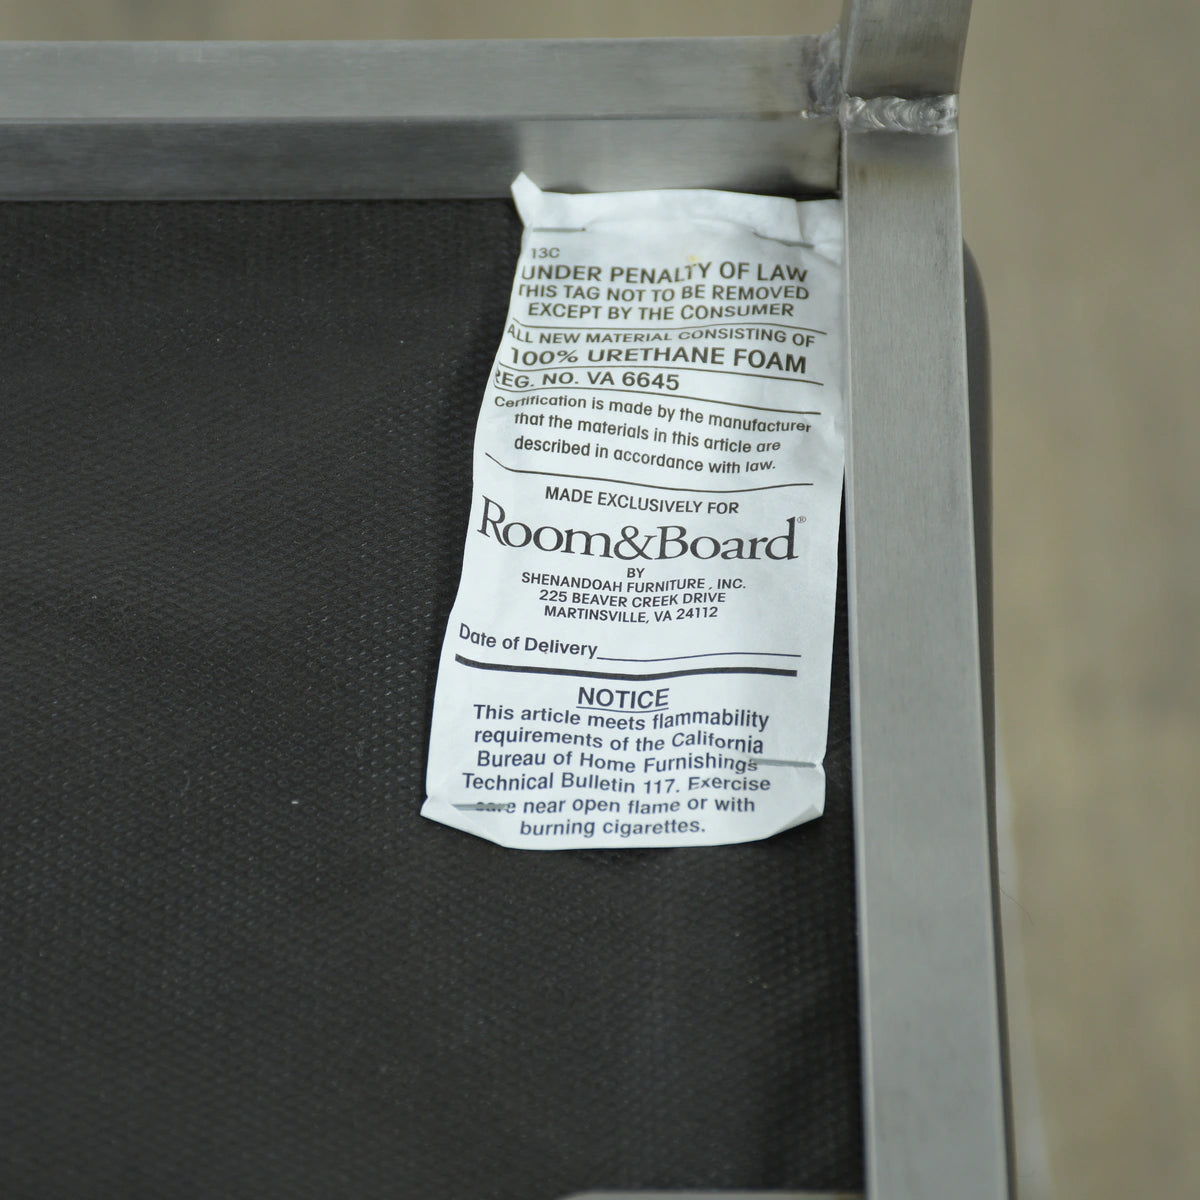 13C
UNDER PENALTY OF LAW
THIS TAG NOT TO BE REMOVED
EXCEPT BY THE CONSUMER
ALL NEW MATERIAL CONSISTING OF
100% URETHANE FOAM
REG. NO. VA 6645
Certification is made by the manufacturer
that the materials in this article are
described in accordance with law.
MADE EXCLUSIVELY FOR
Room&Board®
BY
SHENANDOAH FURNITURE, INC.
225 BEAVER CREEK DRIVE
MARTINSVILLE, VA 24112
Date of Delivery
NOTICE
This article meets flammability
requirements of the California
Bureau of Home Furnishings
Technical Bulletin 117. Exercise
care near open flame or with
burning cigarettes.